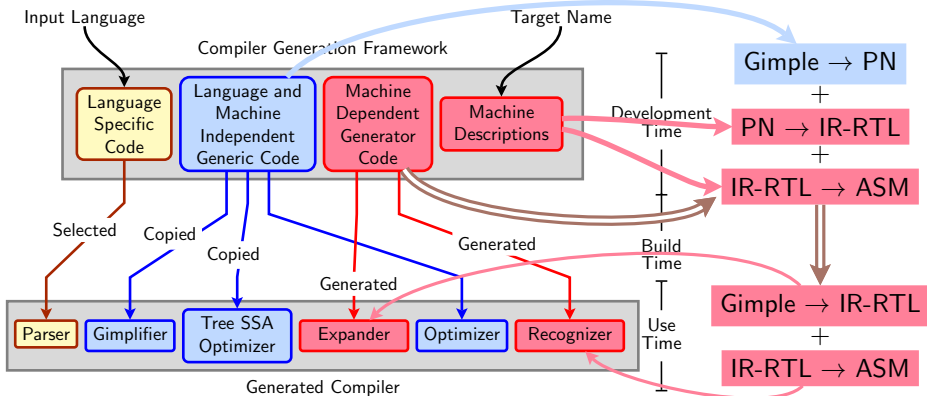 Input Language
Target Name
Compiler Generation Framework
Gimple → PN
+
Language
Specific
Code
Language and
Machine
Independent
Generic Code
Machine
Dependent
Generator
Code
Machine
Descriptions
Development
Time
PN → IR-RTL
+
IR-RTL → ASM
Selected
Copied
Copied
Generated
Generated
Build
Time
Gimple → IR-RTL
+
IR-RTL → ASM
Parser
Gimplifier
Tree SSA
Optimizer
Expander
Optimizer
Recognizer
Use
Time
Generated Compiler